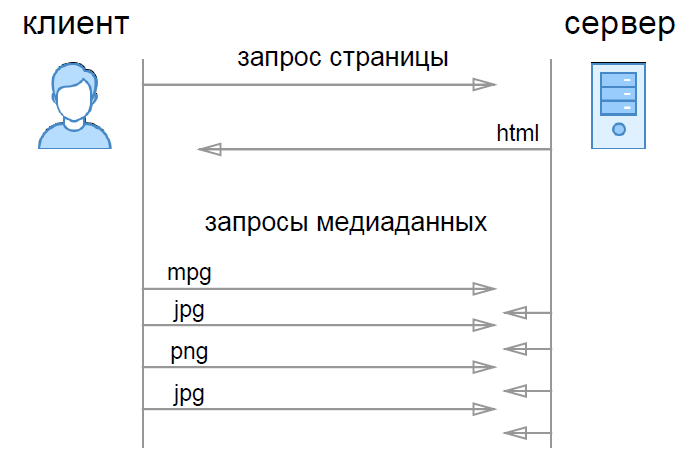 клиент
сервер
запрос страницы
html
запросы медиаданных
mpg
jpg
png
jpg